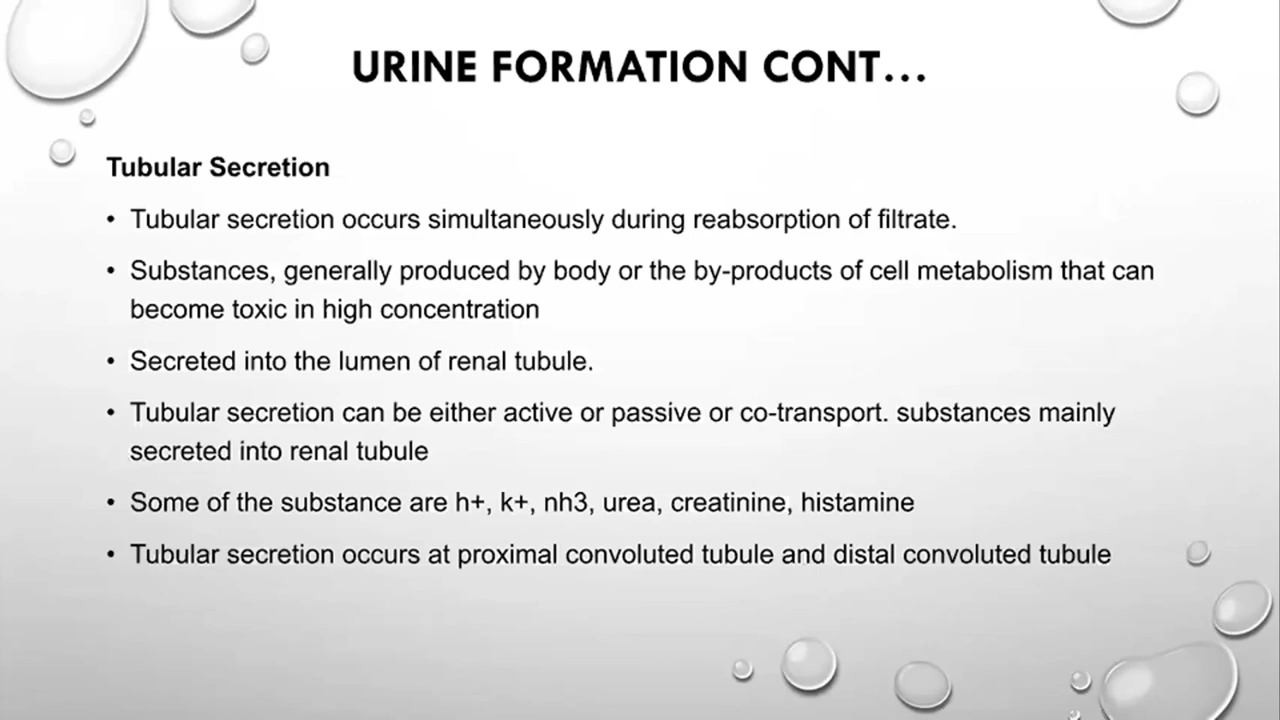 URINE FORMATION CONT...
Tubular Secretion
• Tubular secretion occurs simultaneously during reabsorption of filtrate.
• Substances, generally produced by body or the by-products of cell metabolism that can
become toxic in high concentration
• Secreted into the lumen of renal tubule.
• Tubular secretion can be either active or passive or co-transport. substances mainly
secreted into renal tubule
• Some of the substance are h+, k+, nh3, urea, creatinine, histamine
• Tubular secretion occurs at proximal convoluted tubule and distal convoluted tubule